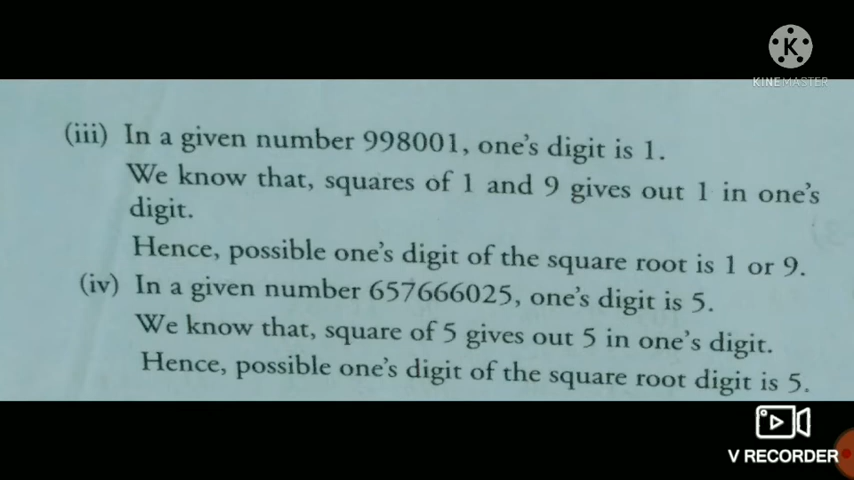 K
KINEMASTER
(iii) In a given number 998001, one's digit is 1.
We know that, squares of 1 and 9 gives out 1 in one's
digit.
Hence, possible one's digit of the square root is 1 or 9.
(iv) In a given number 657666025, one's digit is 5.
We know that, square of 5 gives out 5 in one's digit.
Hence, possible one's digit of the square root digit is 5.
V RECORDER